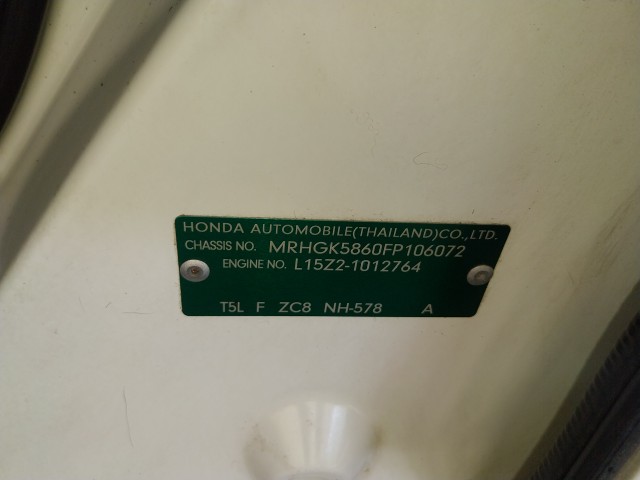 HONDA AUTOMOBILE(THAILAND)CO.,LTD.
CHASSIS NO. MRHGK5860FP106072
ENGINE NO. L15Z2-1012764
T5L F ZC8 NH-578 A